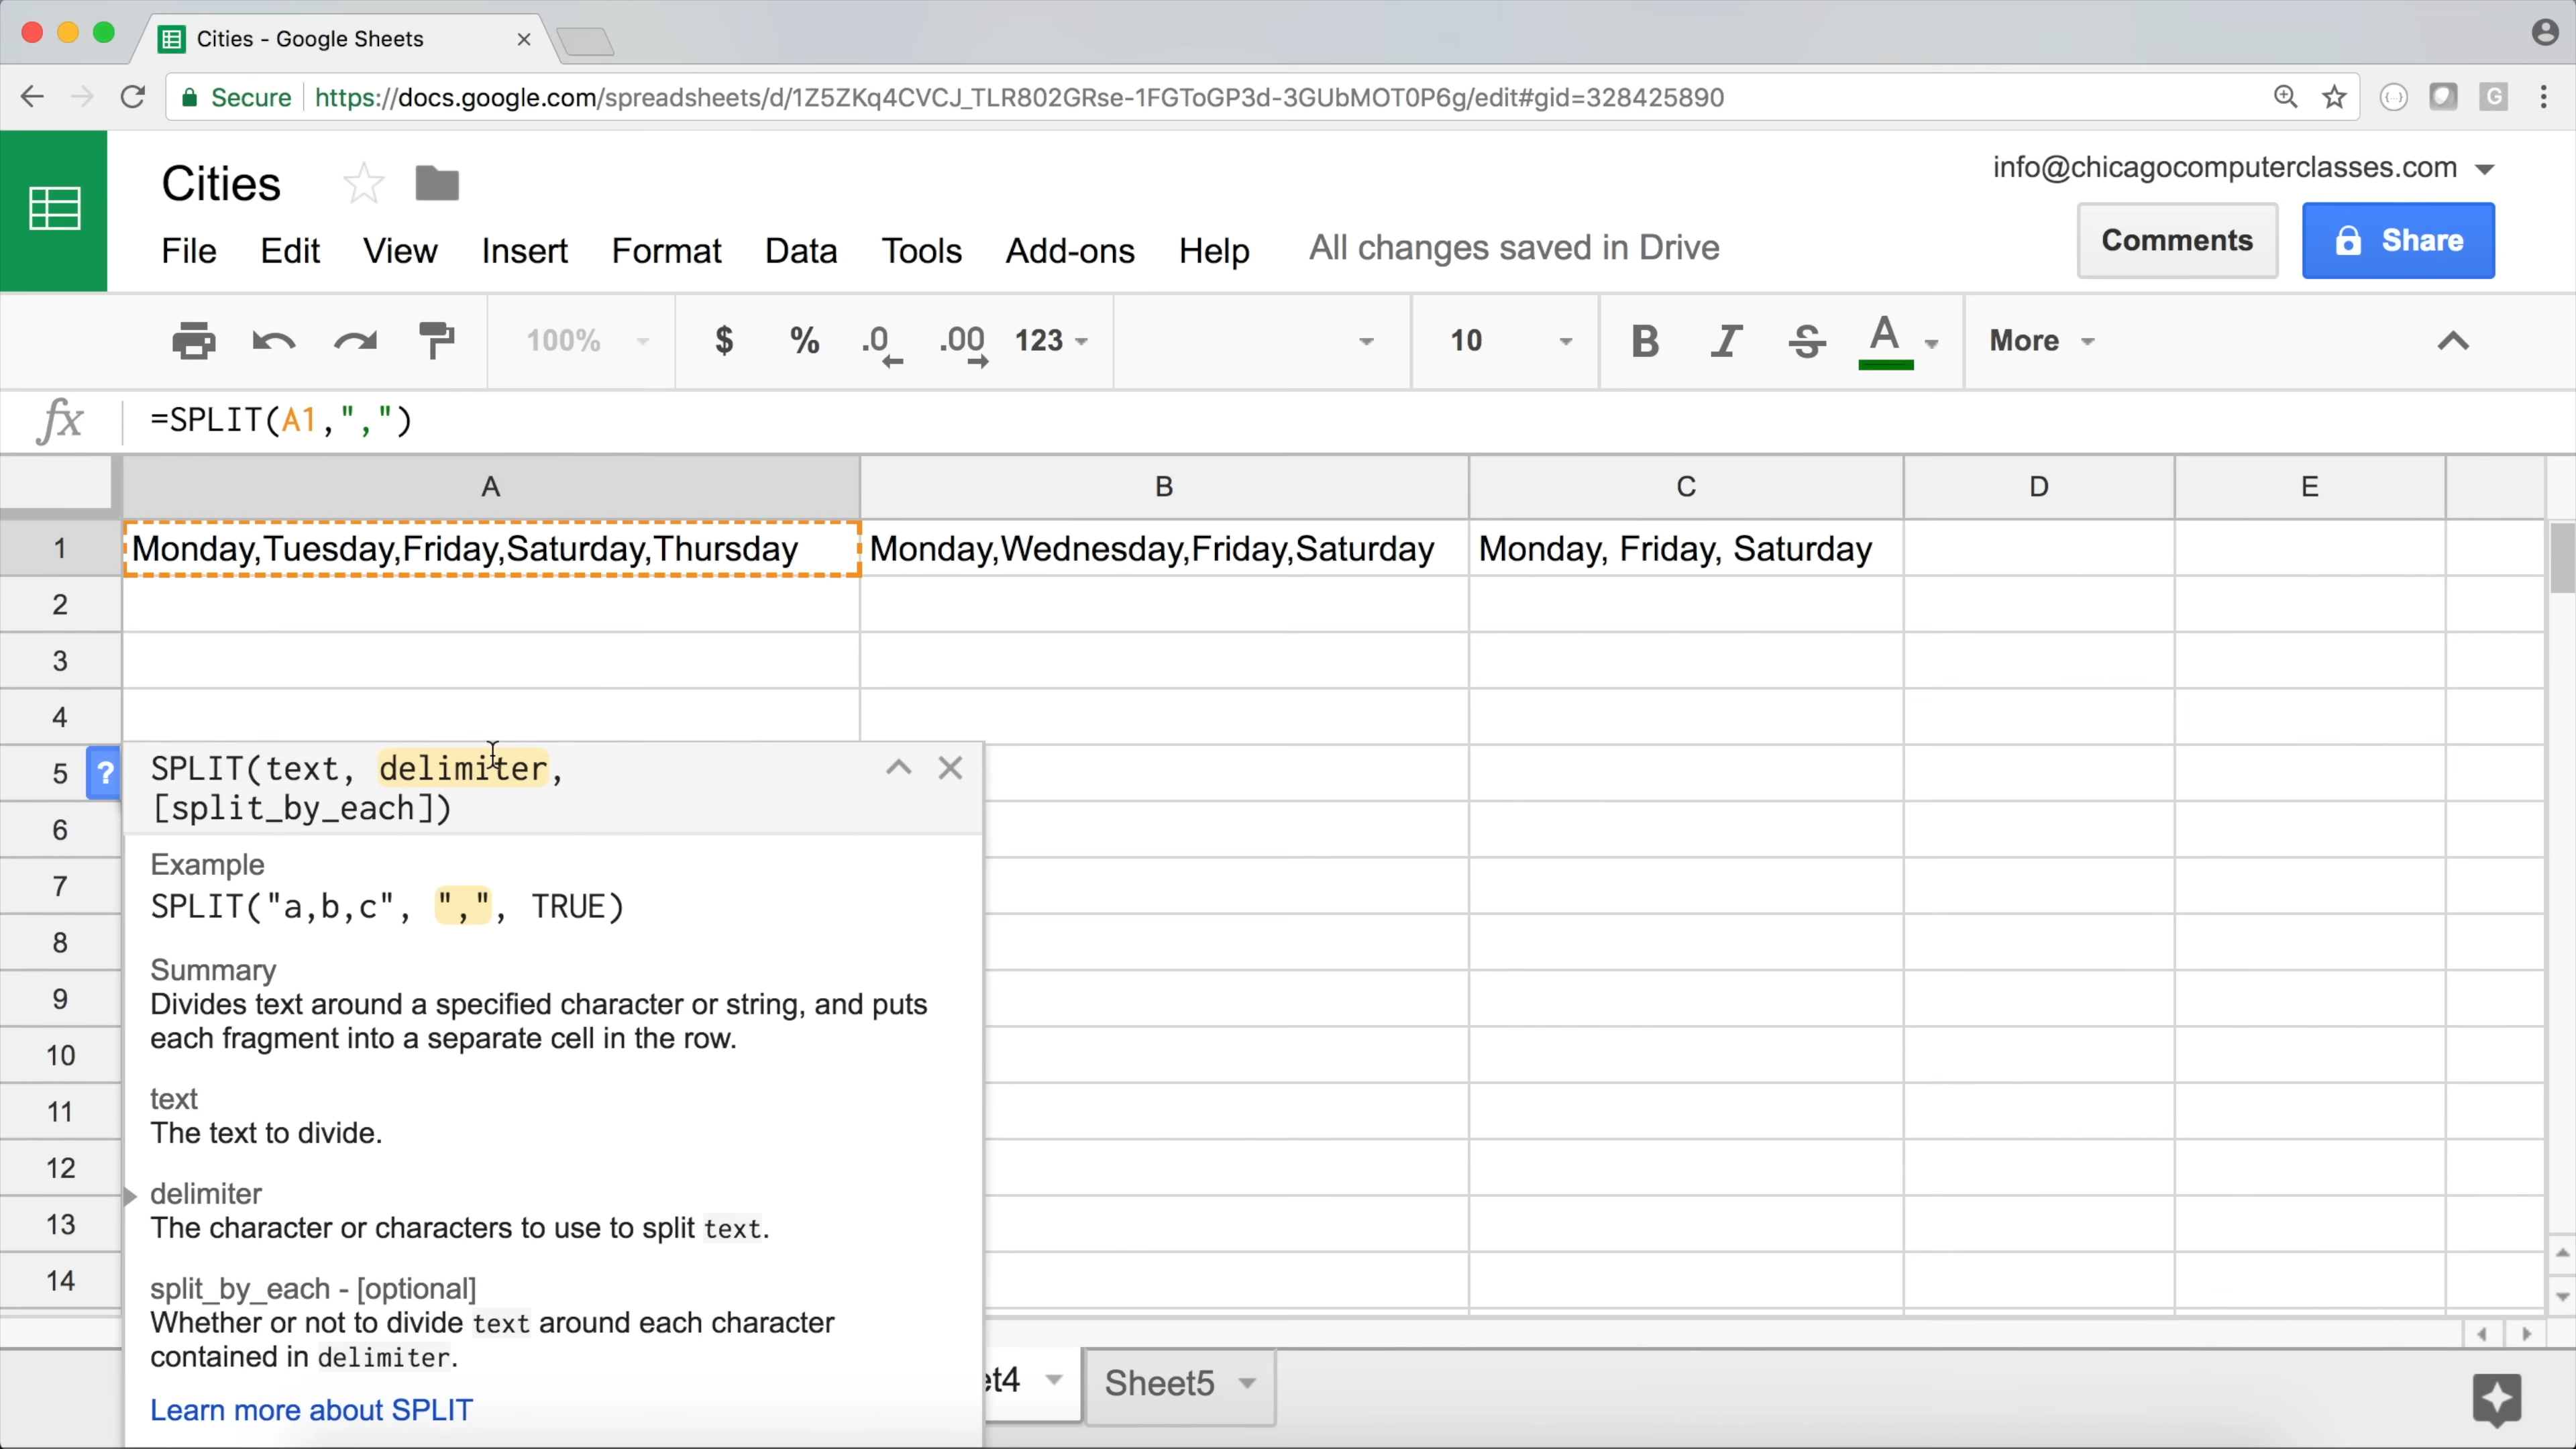 Cities - Google Sheets
Secure https://docs.google.com/spreadsheets/d/1Z5ZKq4CVCJ_TLR802GRse-1FGToGP3d-3GUbMOT0P6g/edit#gid=328425890
G
Cities
info@chicagocomputerclasses.com
File Edit View Insert Format Data Tools Add-ons Help All changes saved in Drive
Comments Share
100% $ % .0 .00 123 10 B I S A More
fx =SPLIT(A1,",")
A B C D E
1 Monday,Tuesday,Friday,Saturday,Thursday Monday,Wednesday,Friday,Saturday Monday, Friday, Saturday
2
3
4
5 ? SPLIT(text, delimiter,
[split_by_each])
6
Example
7 SPLIT("a,b,c", ",", TRUE)
8
Summary
9 Divides text around a specified character or string, and puts
each fragment into a separate cell in the row.
10
text
11
The text to divide.
12
delimiter
13 The character or characters to use to split text.
14
split_by_each - [optional]
Whether or not to divide text around each character
contained in delimiter.
et4 Sheet5
Learn more about SPLIT